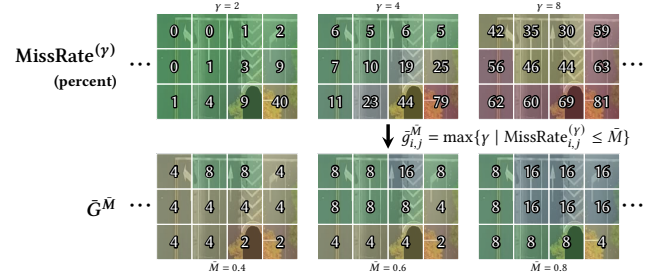 γ = 2 γ = 4 γ = 8
0 0 1 2 6 5 6 5 42 35 30 59
MissRate^(γ) ··· 0 1 3 9 7 10 19 25 56 46 44 63 ···
(percent)
1 4 9 40 11 23 44 79 62 60 69 81
ḡ^M̄_i,j = max{γ | MissRate^(γ)_i,j ≤ M̄}
4 8 8 4 8 8 16 8 8 16 16 16
Ḡ^M̄ ··· 4 4 4 4 8 8 8 4 8 16 16 16 ···
4 4 2 2 4 4 4 2 8 8 8 4
M̄ = 0.4 M̄ = 0.6 M̄ = 0.8